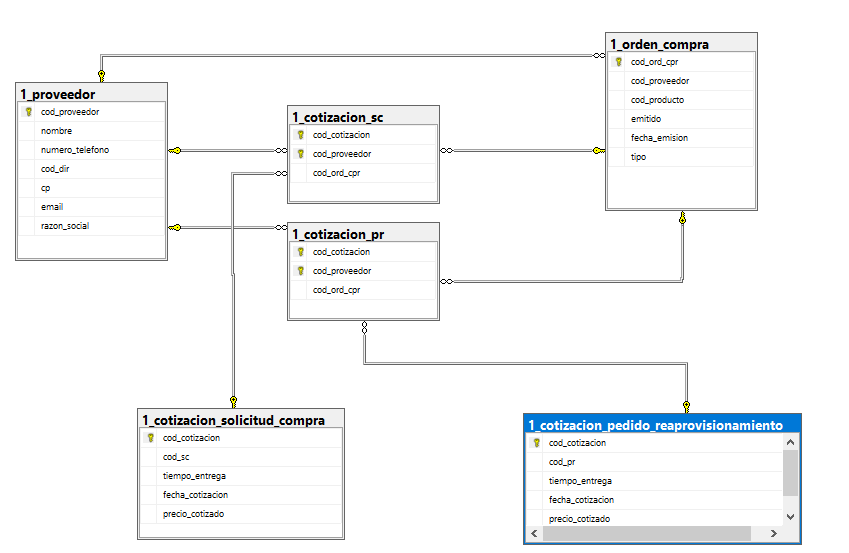 1_orden_compra
cod_ord_cpr
cod_proveedor
cod_producto
emitido
fecha_emision
tipo
1_proveedor
cod_proveedor
nombre
numero_telefono
cod_dir
cp
email
razon_social
1_cotizacion_sc
cod_cotizacion
cod_proveedor
cod_ord_cpr
1_cotizacion_pr
cod_cotizacion
cod_proveedor
cod_ord_cpr
1_cotizacion_solicitud_compra
cod_cotizacion
cod_sc
tiempo_entrega
fecha_cotizacion
precio_cotizado
1_cotizacion_pedido_reaprovisionamiento
cod_cotizacion
cod_pr
tiempo_entrega
fecha_cotizacion
precio_cotizado